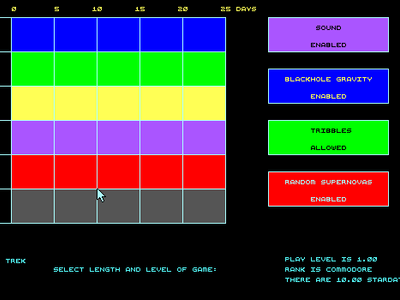 0 5 10 15 20 25 DAYS
SOUND
ENABLED
BLACKHOLE GRAVITY
ENABLED
TRIBBLES
ALLOWED
RANDOM SUPERNOVAS
ENABLED
TREK
SELECT LENGTH AND LEVEL OF GAME:
PLAY LEVEL IS 1.00
RANK IS COMMODORE
THERE ARE 10.00 STARDAT